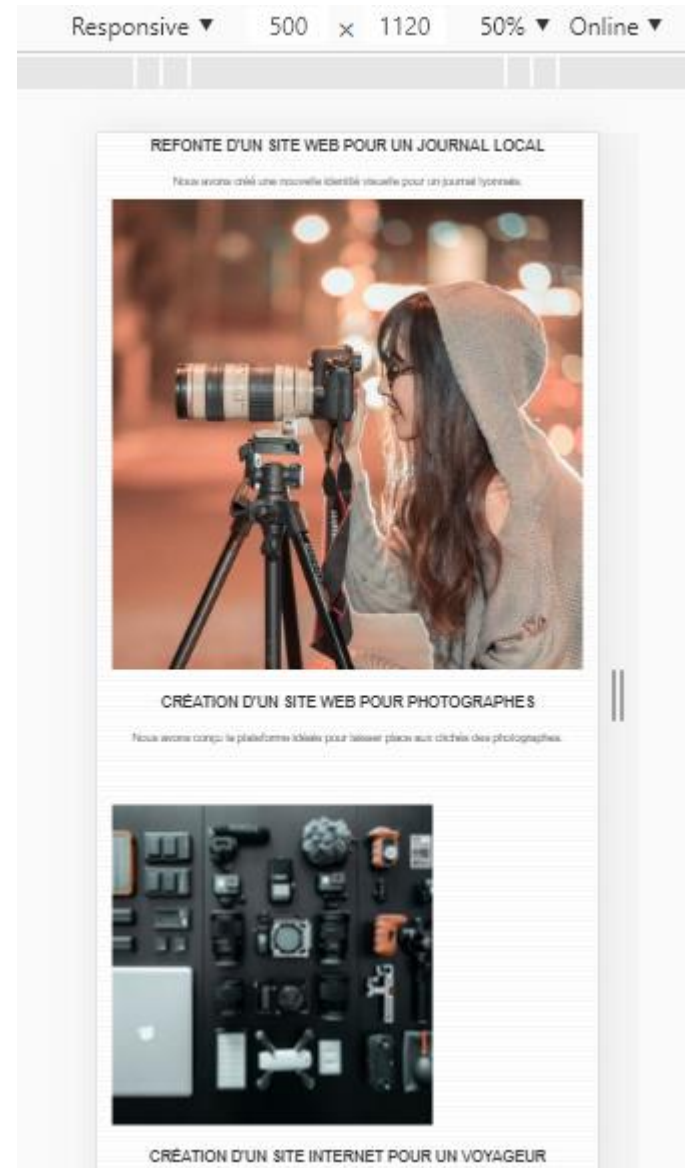 Responsive ▼ 500 × 1120 50% ▼ Online ▼
REFONTE D'UN SITE WEB POUR UN JOURNAL LOCAL
Nous avons créé une nouvelle identité visuelle pour un journal lyonnais.
CRÉATION D'UN SITE WEB POUR PHOTOGRAPHES
Nous avons conçu la plateforme idéale pour laisser place aux clichés des photographes.
CRÉATION D'UN SITE INTERNET POUR UN VOYAGEUR